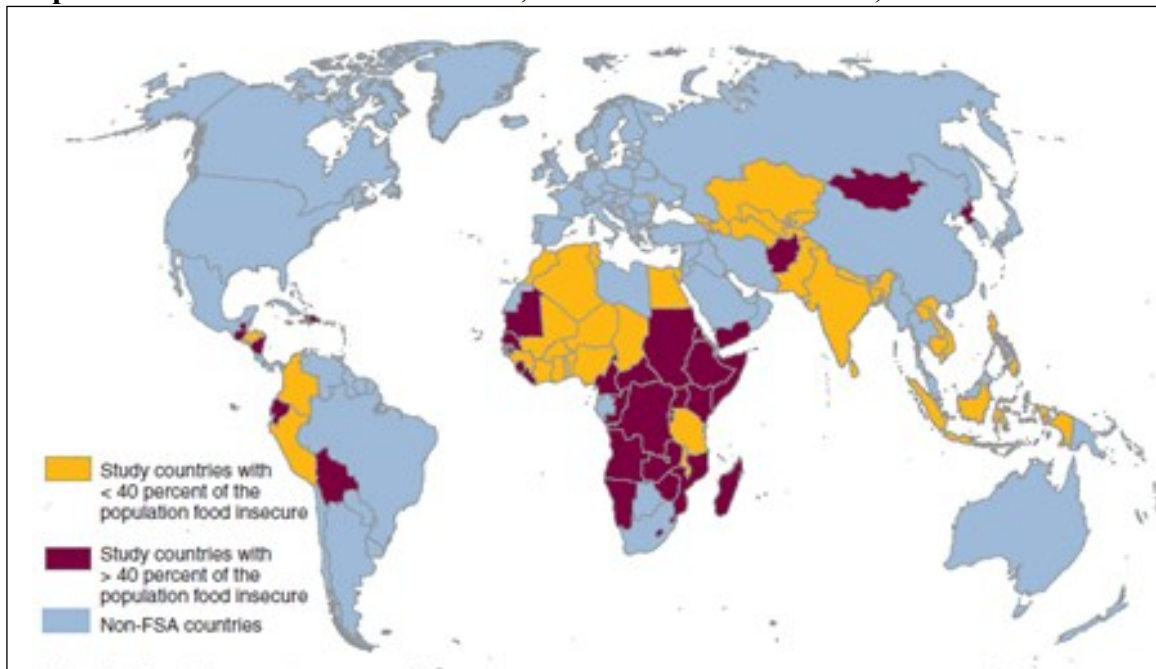 Study countries with
< 40 percent of the
population food insecure
Study countries with
> 40 percent of the
population food insecure
Non-FSA countries